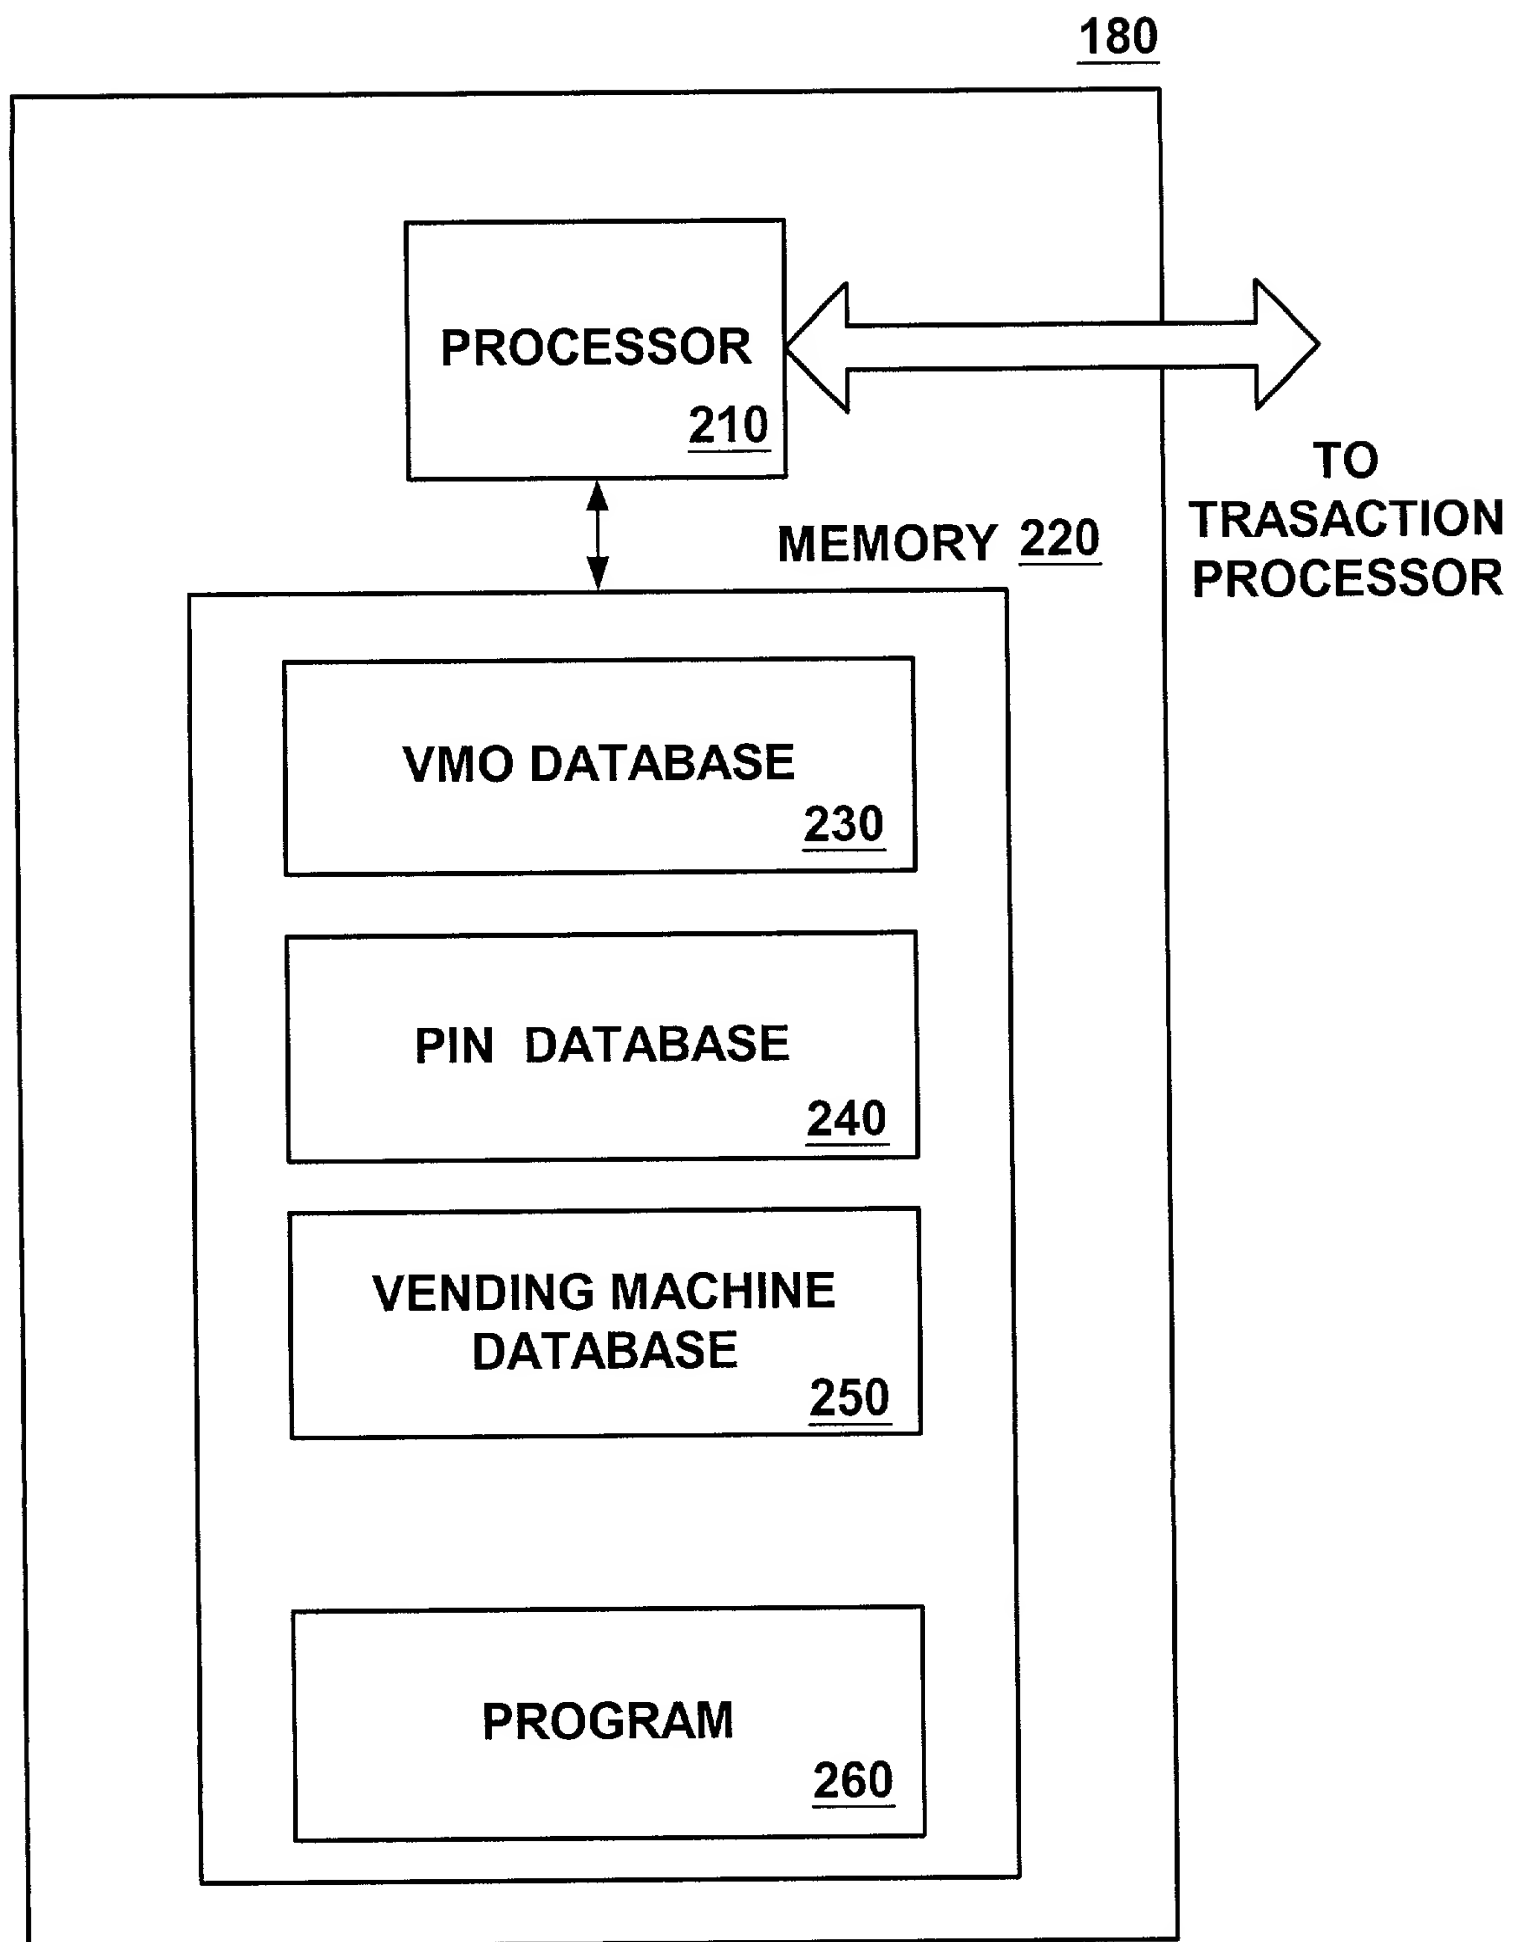 180
PROCESSOR
210
TO
TRASACTION
PROCESSOR
MEMORY 220
VMO DATABASE
230
PIN DATABASE
240
VENDING MACHINE
DATABASE
250
PROGRAM
260